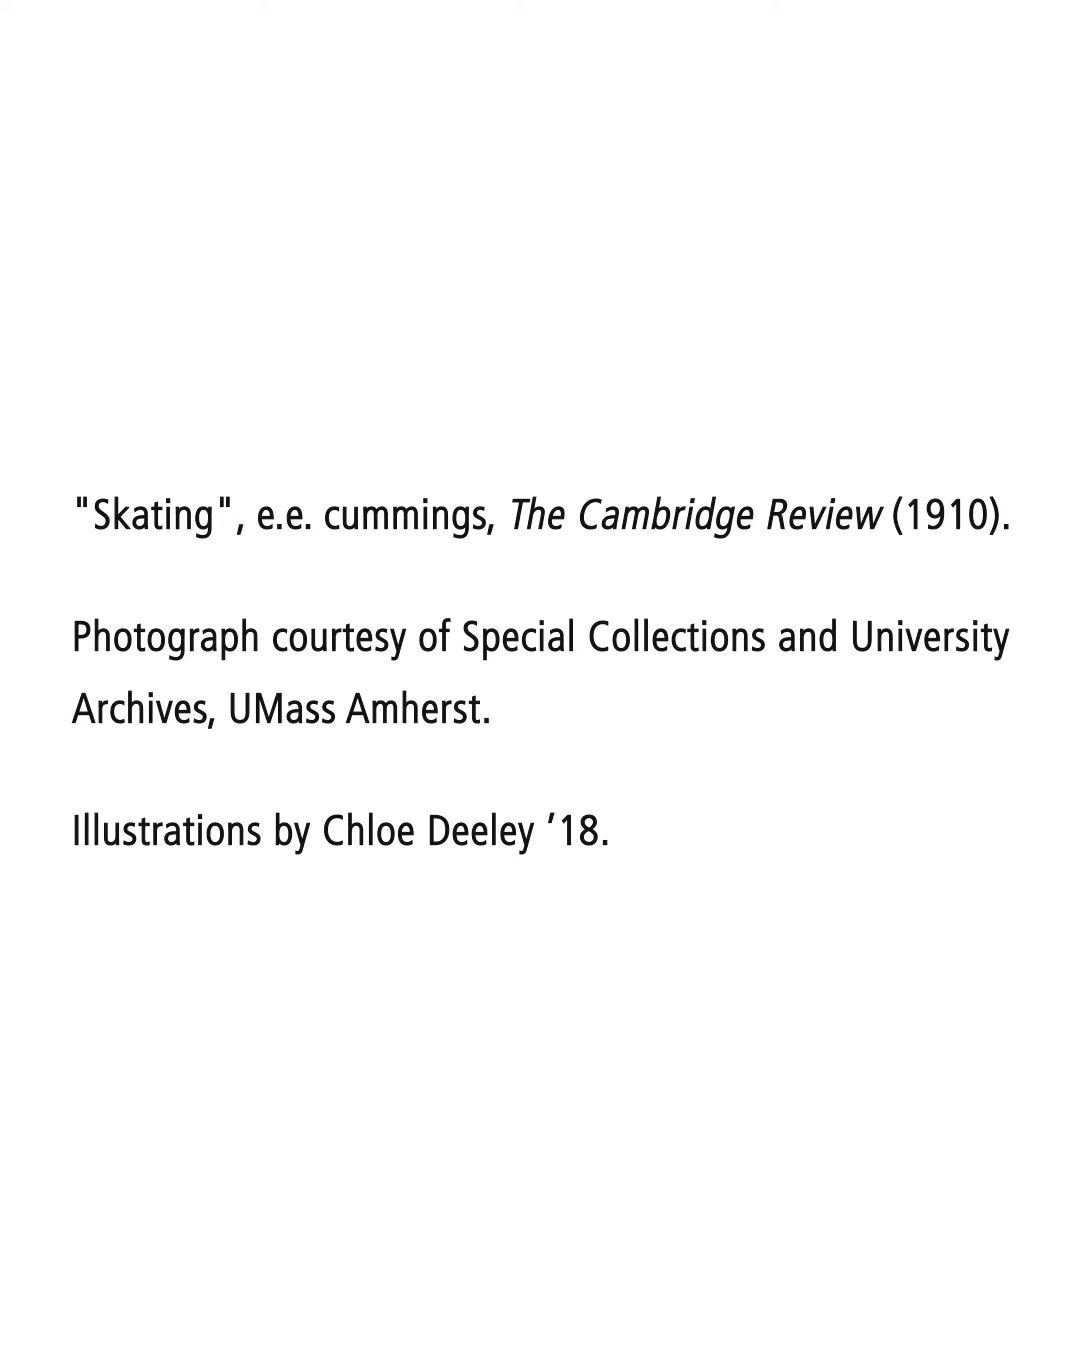 "Skating", e.e. cummings, The Cambridge Review (1910).
Photograph courtesy of Special Collections and University
Archives, UMass Amherst.
Illustrations by Chloe Deeley ’18.